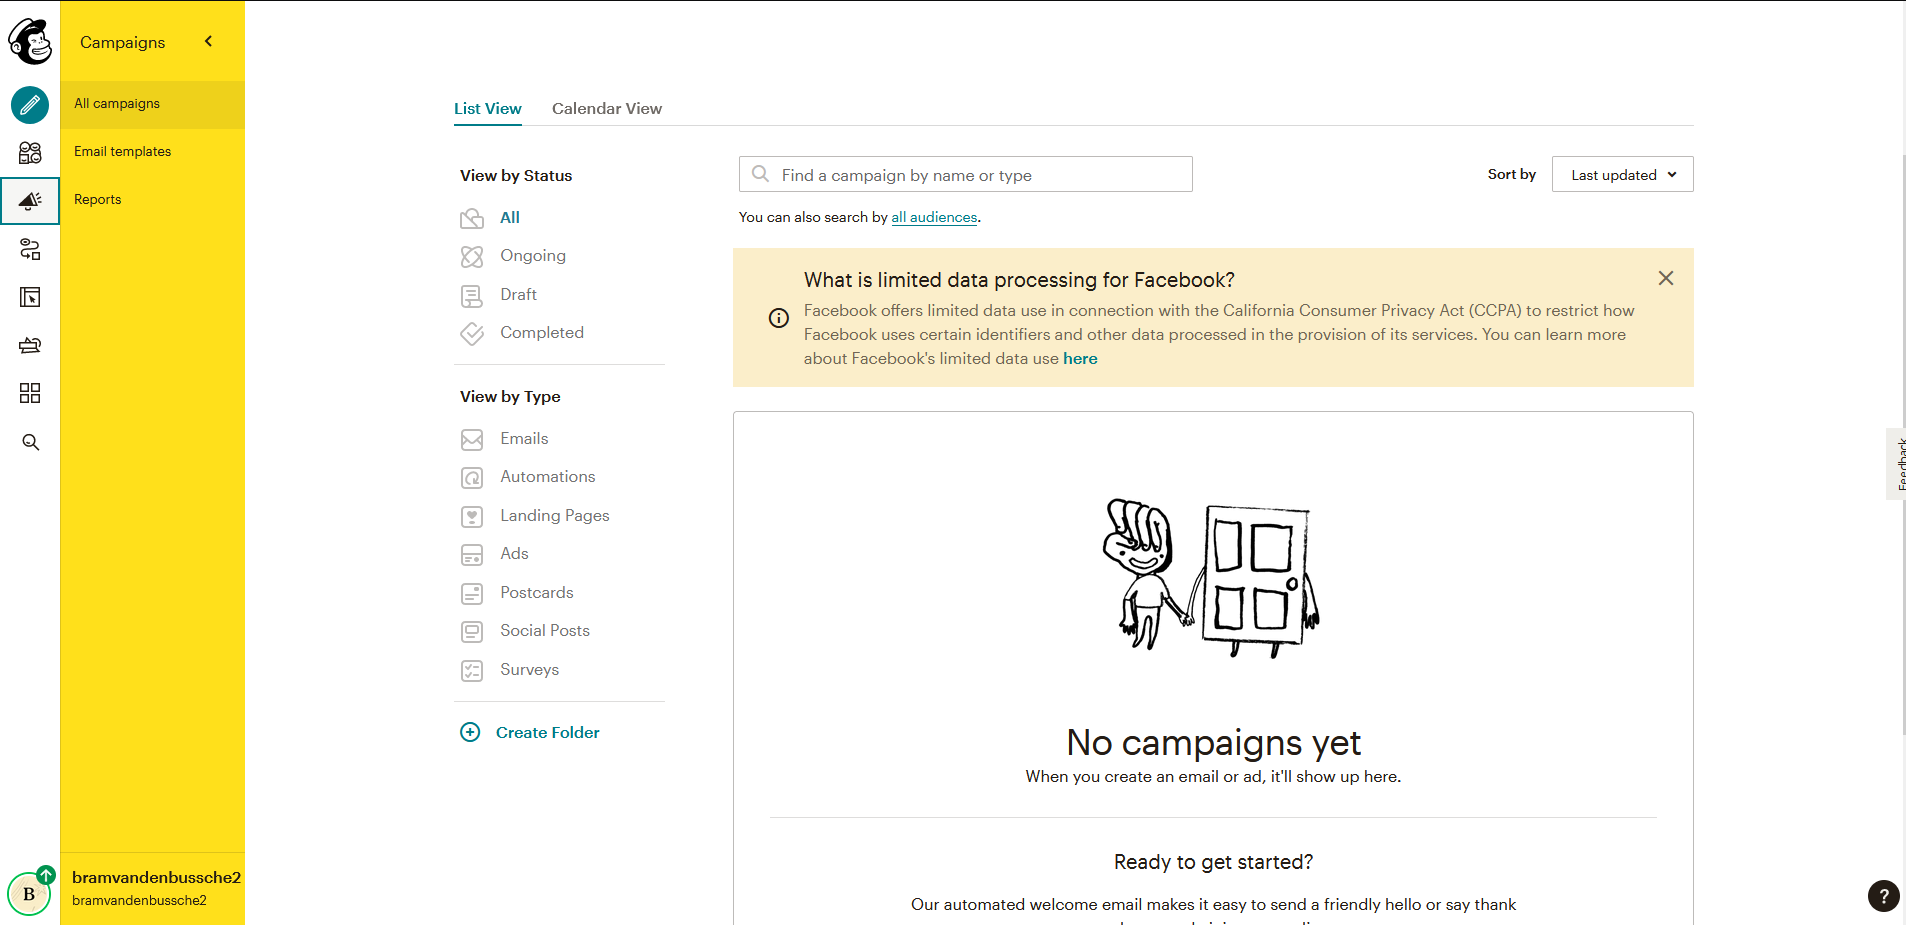 Campaigns
All campaigns
Email templates
Reports
bramvandenbussche2
bramvandenbussche2
B
List View
Calendar View
View by Status
All
Ongoing
Draft
Completed
View by Type
Emails
Automations
Landing Pages
Ads
Postcards
Social Posts
Surveys
Create Folder
Find a campaign by name or type
Sort by
Last updated
You can also search by all audiences.
What is limited data processing for Facebook?
Facebook offers limited data use in connection with the California Consumer Privacy Act (CCPA) to restrict how
Facebook uses certain identifiers and other data processed in the provision of its services. You can learn more
about Facebook's limited data use here
No campaigns yet
When you create an email or ad, it'll show up here.
Ready to get started?
Our automated welcome email makes it easy to send a friendly hello or say thank
Feedback
?